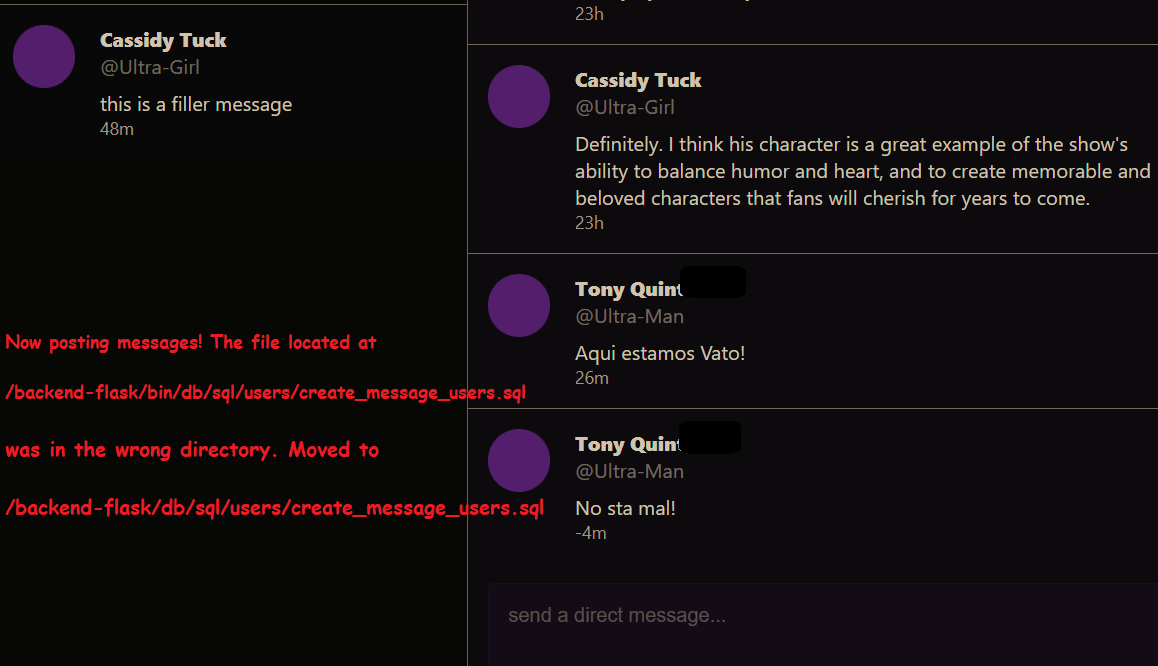 Cassidy Tuck
@Ultra-Girl
this is a filler message
48m
Now posting messages! The file located at
/backend-flask/bin/db/sql/users/create_message_users.sql
was in the wrong directory. Moved to
/backend-flask/db/sql/users/create_message_users.sql
23h
Cassidy Tuck
@Ultra-Girl
Definitely. I think his character is a great example of the show's
ability to balance humor and heart, and to create memorable and
beloved characters that fans will cherish for years to come.
23h
Tony Quint
@Ultra-Man
Aqui estamos Vato!
26m
Tony Quint
@Ultra-Man
No sta mal!
-4m
send a direct message...